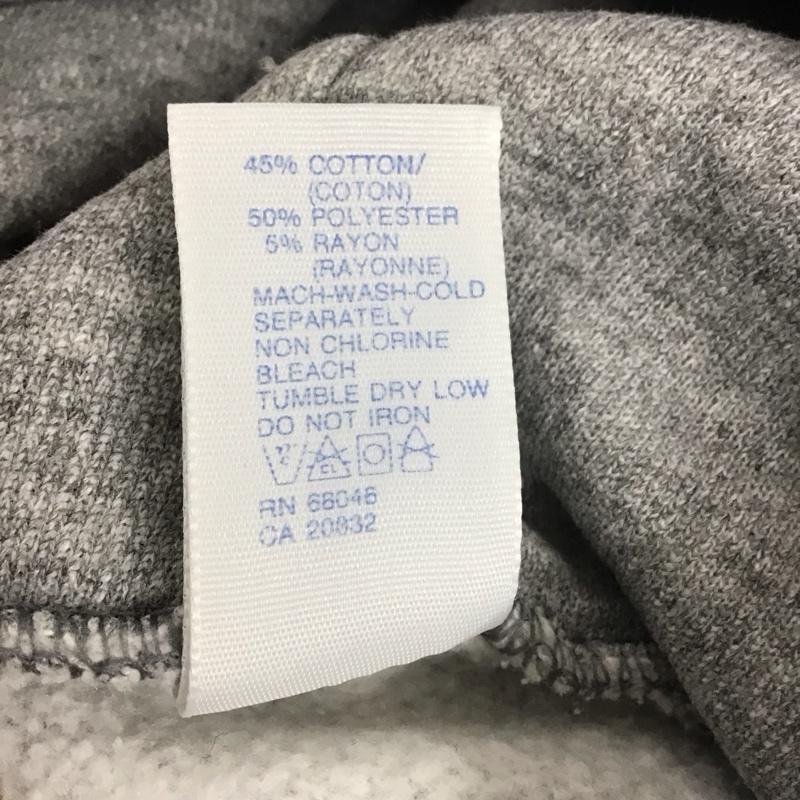 45% COTTON/
(COTON)
50% POLYESTER
5% RAYON
(RAYONNE)
MACH-WASH-COLD
SEPARATELY
NON CHLORINE
BLEACH
TUMBLE DRY LOW
DO NOT IRON
CL
RN 68046
CA 20832